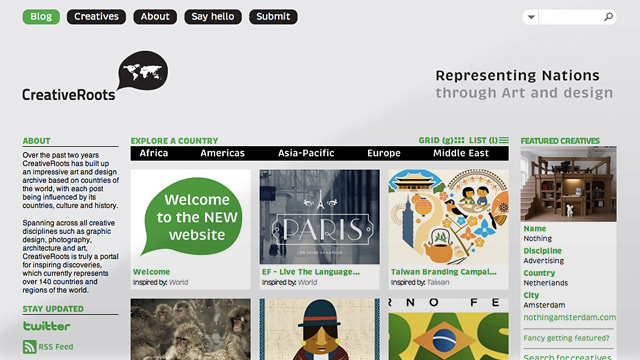 Blog
Creatives
About
Say hello
Submit
CreativeRoots
Representing Nations
through Art and design
ABOUT
Over the past two years
CreativeRoots has built up
an impressive art and design
archive based on countries of
the world, with each post
being influenced by its
countries, culture and history.
Spanning across all creative
disciplines such as graphic
design, photography,
architecture and art,
CreativeRoots is truly a portal
for inspiring discoveries,
which currently represents
over 140 countries and
regions of the world.
STAY UPDATED
twitter
RSS Feed
EXPLORE A COUNTRY
GRID (g)
LIST (l)
Africa
Americas
Asia-Pacific
Europe
Middle East
Welcome
to the NEW
website
Welcome
Inspired by: World
A
PARIS
EF - Live The Language...
Inspired by: World
Taiwan Branding Campai...
Inspired by: Taiwan
RNO FE
FEATURED CREATIVES
Name
Nothing
Discipline
Advertising
Country
Netherlands
City
Amsterdam
nothingamsterdam.com
Fancy getting featured?
Search for creatives